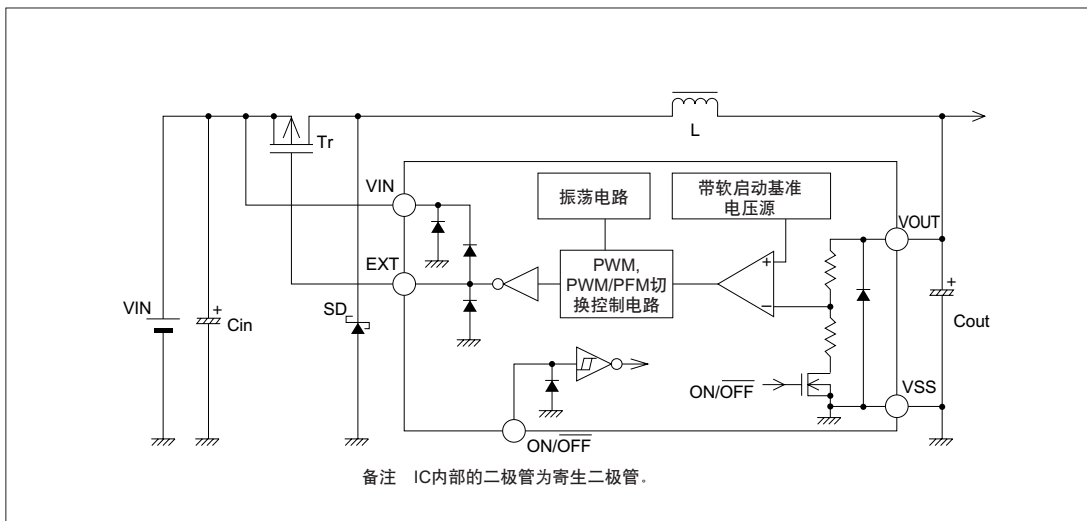 Tr
L
VIN
振荡电路
带软启动基准
电压源
VOUT
EXT
PWM,
PWM/PFM切
换控制电路
+
−
VIN
+
Cin
SD
+
Cout
ON/OFF
VSS
ON/OFF
备注 IC内部的二极管为寄生二极管。